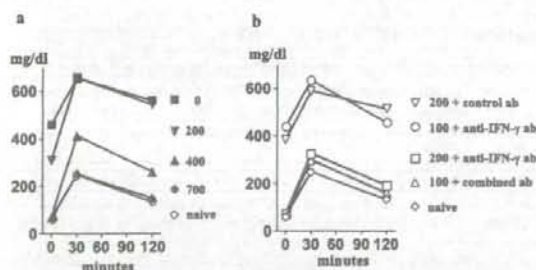 a
mg/dl
600
400
200
0
0 30 60 90 120
minutes
0
200
400
700
naive
b
mg/dl
600
400
200
0
0 30 60 90 120
minutes
200 + control ab
100 + anti-IFN-γ ab
200 + anti-IFN-γ ab
100 + combined ab
naive